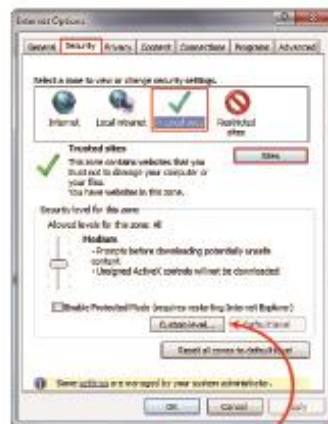 Internet Options
General Security Privacy Content Connections Programs Advanced
Select a zone to view or change security settings.
Internet Local intranet Trusted sites Restricted sites
Trusted sites
Sites
This zone contains websites that you
trust not to damage your computer or
your files.
You have websites in this zone.
Security level for this zone
Allowed levels for this zone: All
Medium
- Prompts before downloading potentially unsafe
content
- Unsigned ActiveX controls will not be downloaded
Enable Protected Mode (requires restarting Internet Explorer)
Custom level... Default level
Reset all zones to default level
Some settings are managed by your system administrator.
OK Cancel Apply